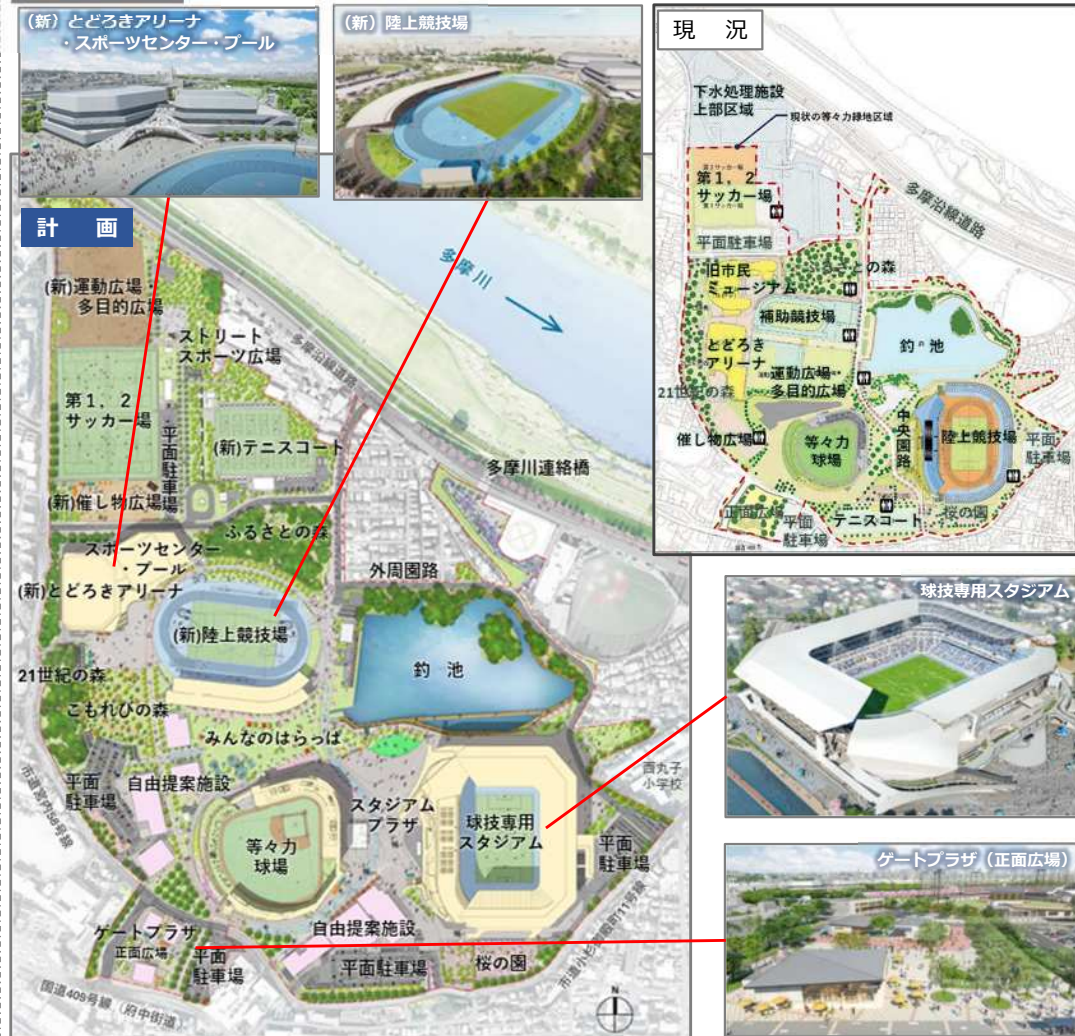 (新) とどろきアリーナ
・スポーツセンター・プール
(新) 陸上競技場
計 画
多摩川
(新)運動広場・
多目的広場
ストリート
スポーツ広場
多摩沿線道路
第1，2
サッカー場
平面駐車場
(新)テニスコート
多摩川連絡橋
(新)催し物広場
ふるさとの森
スポーツセンター
・プール
外周園路
(新)とどろきアリーナ
(新)陸上競技場
釣 池
21世紀の森
こもれびの森
みんなのはらっぱ
西丸子
小学校
平面
駐車場
自由提案施設
スタジアム
プラザ
球技専用
スタジアム
等々力
球場
平面
駐車場
市道宮内58号線
ゲートプラザ
正面広場
平面
駐車場
自由提案施設
平面駐車場
桜の園
国道409号線（府中街道）
N
現 況
下水処理施設
上部区域
現状の等々力緑地区域
第1，2
サッカー場
多摩沿線道路
平面駐車場
旧市民
ミュージアム
ふるさとの森
補助競技場
釣 池
とどろき
アリーナ
運動広場・
多目的広場
21世紀の森
催し物広場
等々力
球場
中央園路
陸上競技場
平面
駐車場
正面広場
平面
駐車場
テニスコート
桜の園
球技専用スタジアム
ゲートプラザ（正面広場）